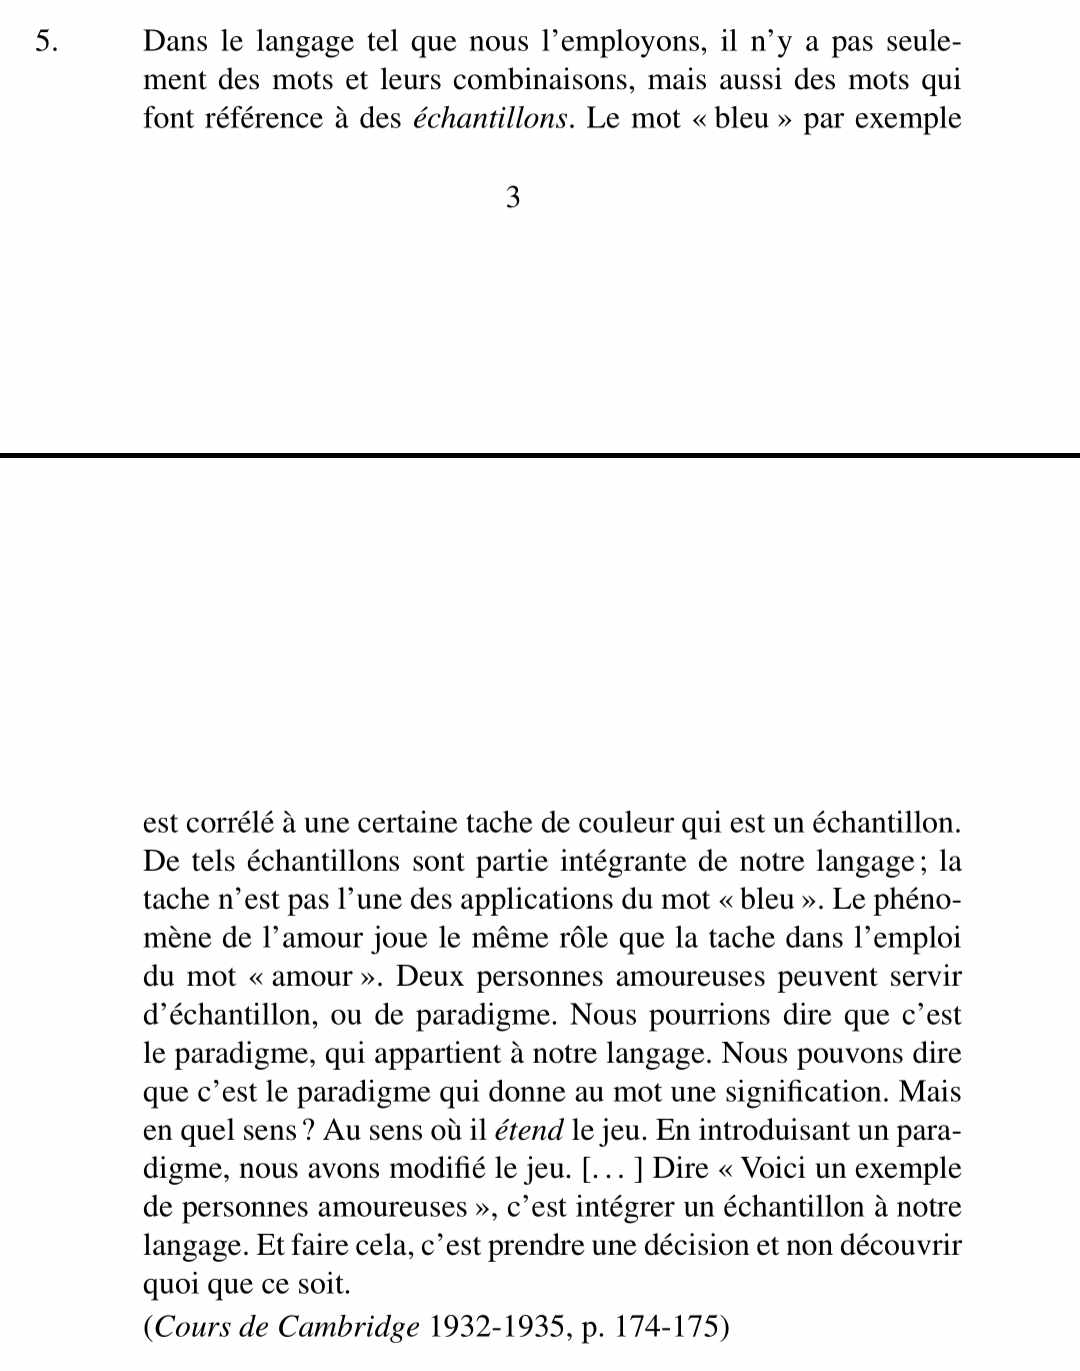 5. Dans le langage tel que nous l’employons, il n’y a pas seule-
ment des mots et leurs combinaisons, mais aussi des mots qui
font référence à des échantillons. Le mot « bleu » par exemple
3
est corrélé à une certaine tache de couleur qui est un échantillon.
De tels échantillons sont partie intégrante de notre langage ; la
tache n’est pas l’une des applications du mot « bleu ». Le phéno-
mène de l’amour joue le même rôle que la tache dans l’emploi
du mot « amour ». Deux personnes amoureuses peuvent servir
d’échantillon, ou de paradigme. Nous pourrions dire que c’est
le paradigme, qui appartient à notre langage. Nous pouvons dire
que c’est le paradigme qui donne au mot une signification. Mais
en quel sens ? Au sens où il étend le jeu. En introduisant un para-
digme, nous avons modifié le jeu. [... ] Dire « Voici un exemple
de personnes amoureuses », c’est intégrer un échantillon à notre
langage. Et faire cela, c’est prendre une décision et non découvrir
quoi que ce soit.
(Cours de Cambridge 1932-1935, p. 174-175)